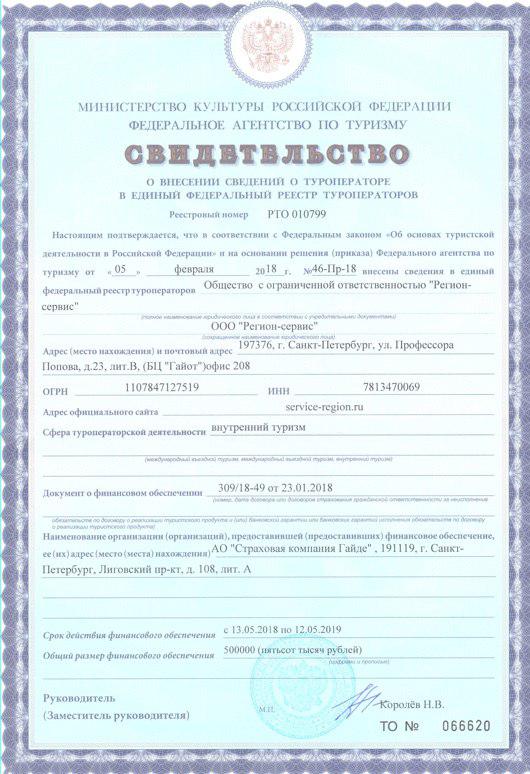 МИНИСТЕРСТВО КУЛЬТУРЫ РОССИЙСКОЙ ФЕДЕРАЦИИ
ФЕДЕРАЛЬНОЕ АГЕНТСТВО ПО ТУРИЗМУ
СВИДЕТЕЛЬСТВО
О ВНЕСЕНИИ СВЕДЕНИЙ О ТУРОПЕРАТОРЕ
В ЕДИНЫЙ ФЕДЕРАЛЬНЫЙ РЕЕСТР ТУРОПЕРАТОРОВ
Реестровый номер РТО 010799
Настоящим подтверждается, что в соответствии с Федеральным законом «Об основах туристской
деятельности в Российской Федерации» и на основании решения (приказа) Федерального агентства по
туризму от «05» февраля 2018 г. №46-Пр-18 внесены сведения в единый
федеральный реестр туроператоров Общество с ограниченной ответственностью "Регион-
сервис"
(полное наименование юридического лица в соответствии с учредительными документами)
ООО "Регион-сервис"
(сокращенное наименование юридического лица)
Адрес (место нахождения) и почтовый адрес 197376, г. Санкт-Петербург, ул. Профессора
Попова, д.23, лит.В, (БЦ "Гайот")офис 208
ОГРН 1107847127519 ИНН 7813470069
Адрес официального сайта service-region.ru
Сфера туроператорской деятельности внутренний туризм
(международный въездной туризм, международный выездной туризм, внутренний туризм)
Документ о финансовом обеспечении 309/18-49 от 23.01.2018
(номер, дата договора или договоров страхования гражданской ответственности за неисполнение
обязательств по договору о реализации туристского продукта и (или) банковской гарантии или банковских гарантий исполнения обязательств по договору
о реализации туристского продукта)
Наименование организации (организаций), предоставившей (предоставивших) финансовое обеспечение,
ее (их) адрес (место (места) нахождения) АО "Страховая компания Гайде" , 191119, г. Санкт-
Петербург, Лиговский пр-кт, д. 108, лит. А
Срок действия финансового обеспечения с 13.05.2018 по 12.05.2019
Общий размер финансового обеспечения 500000 (пятьсот тысяч рублей)
(цифрами и прописью)
Руководитель
(Заместитель руководителя) М.П. Королёв Н.В.
ТО № 066620